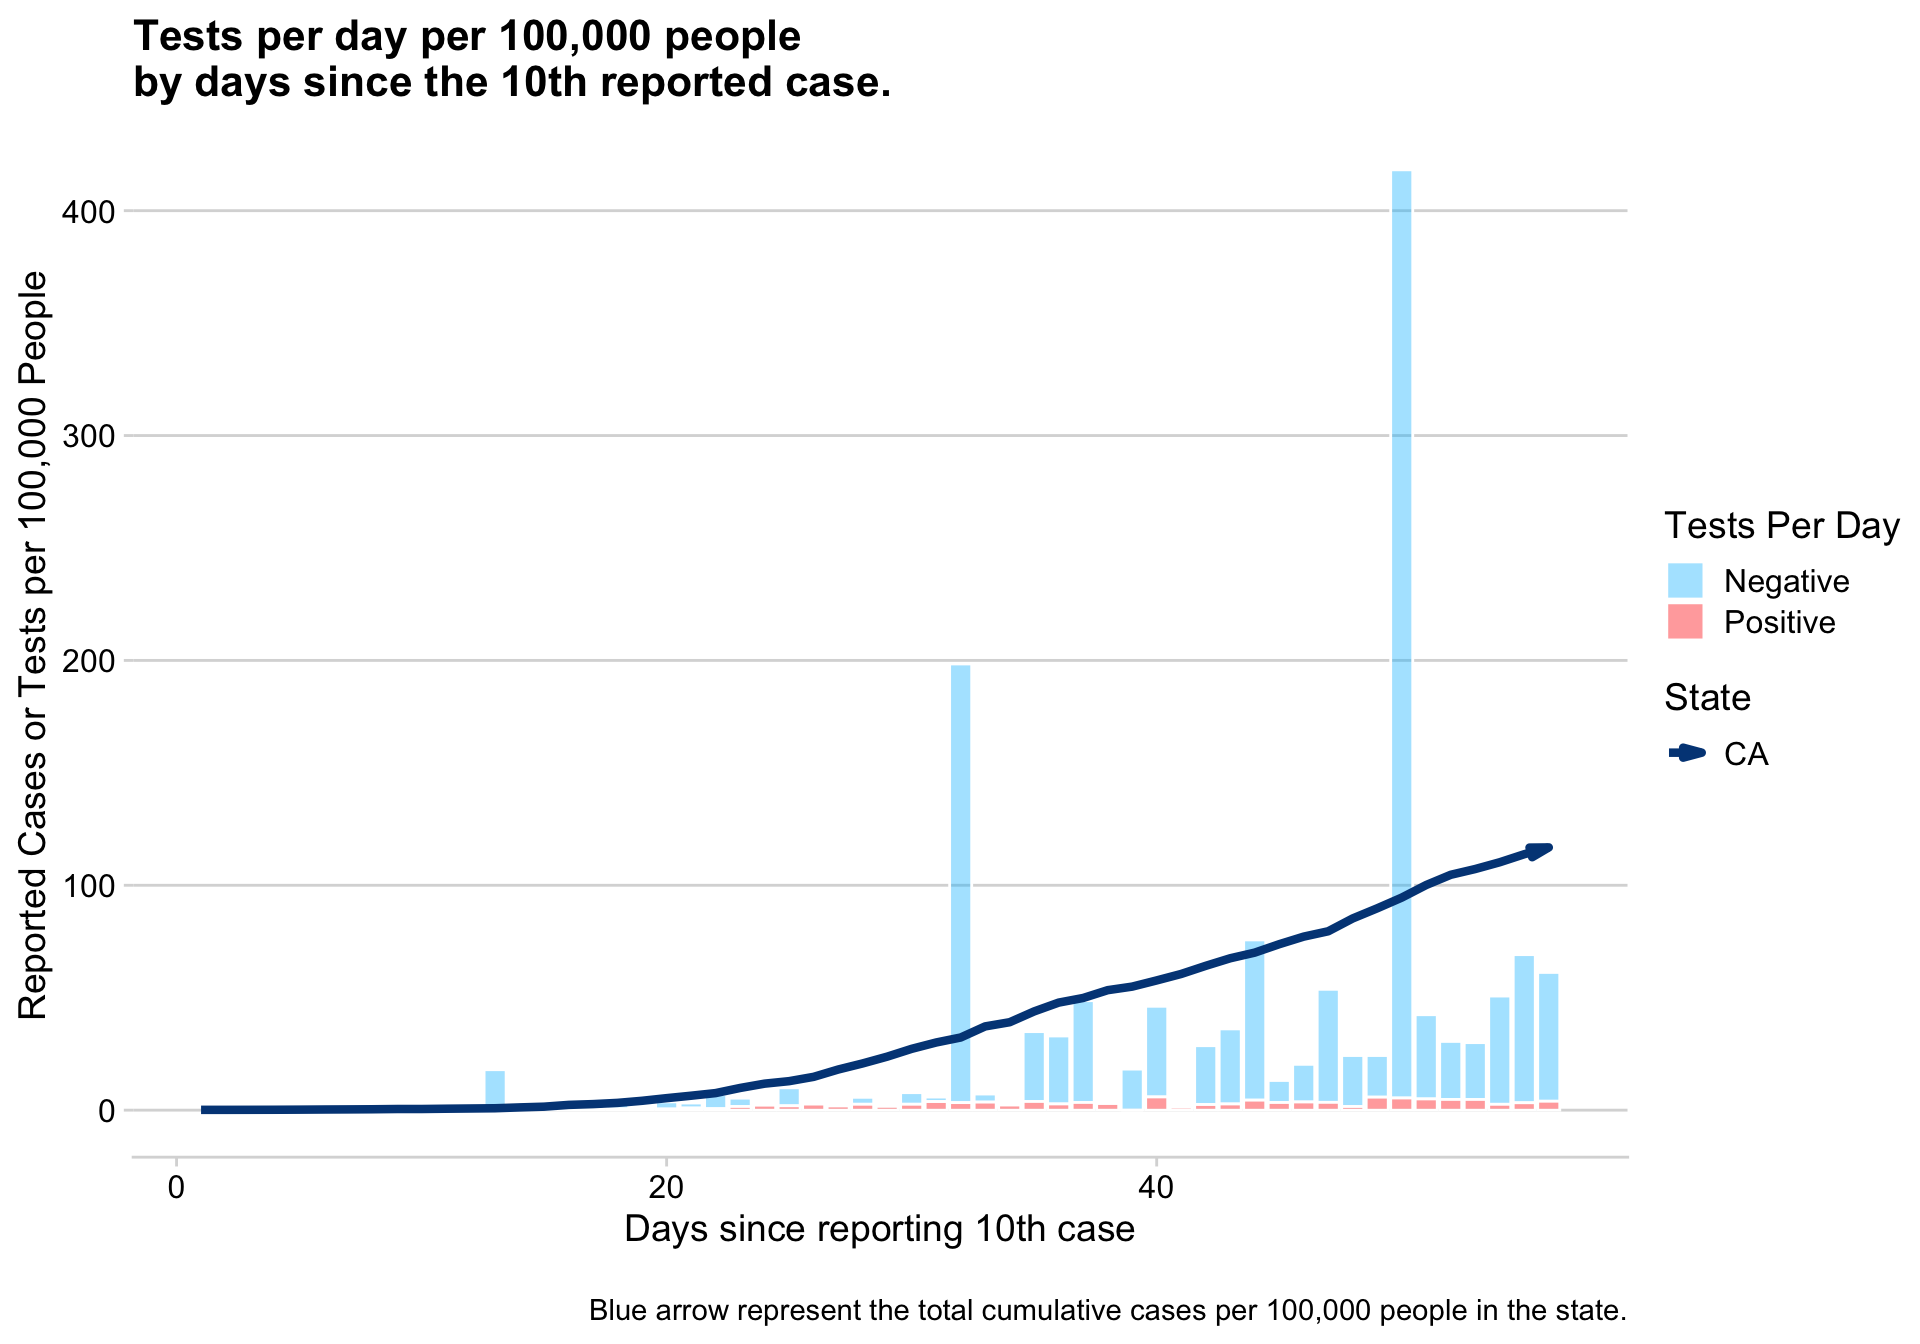 Tests per day per 100,000 people
by days since the 10th reported case.
Reported Cases or Tests per 100,000 People
400
300
200
100
0
0
20
40
Days since reporting 10th case
Tests Per Day
Negative
Positive
State
CA
Blue arrow represent the total cumulative cases per 100,000 people in the state.